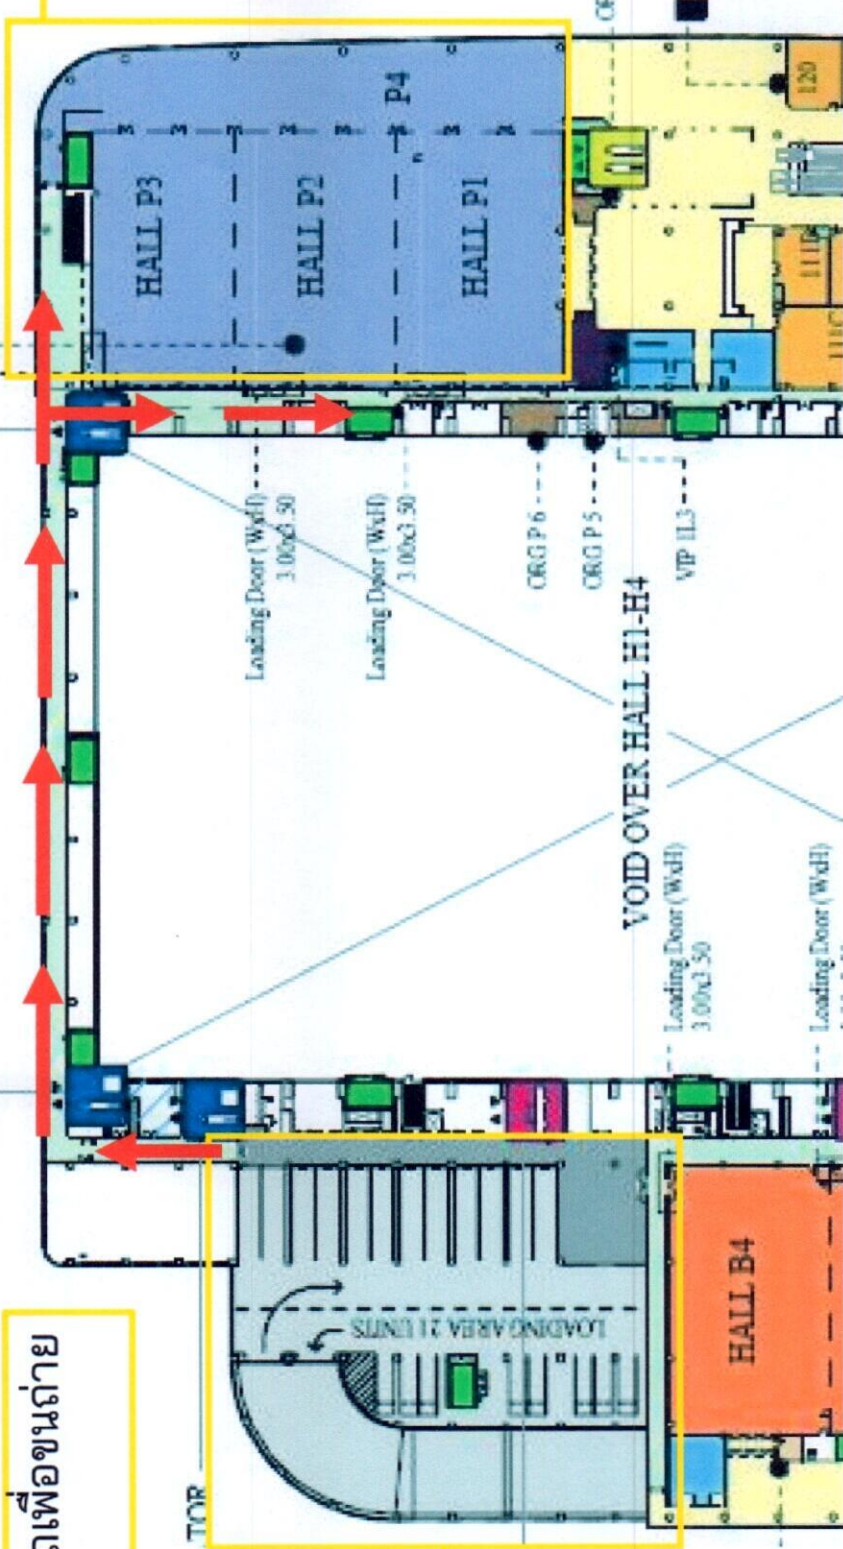 P4
HALL P3
HALL P2
HALL P1
120
Loading Door (WxH)
3.00x3.50
Loading Door (WxH)
3.00x3.50
ORG P 6
ORG P 5
VIP 1L3
VOID OVER HALL H1-H4
Loading Door (WxH)
3.00x3.50
Loading Door (WxH)
LOADING AREA 21 UNITS
HALL B4
เพื่อขนถ่าย
TOR